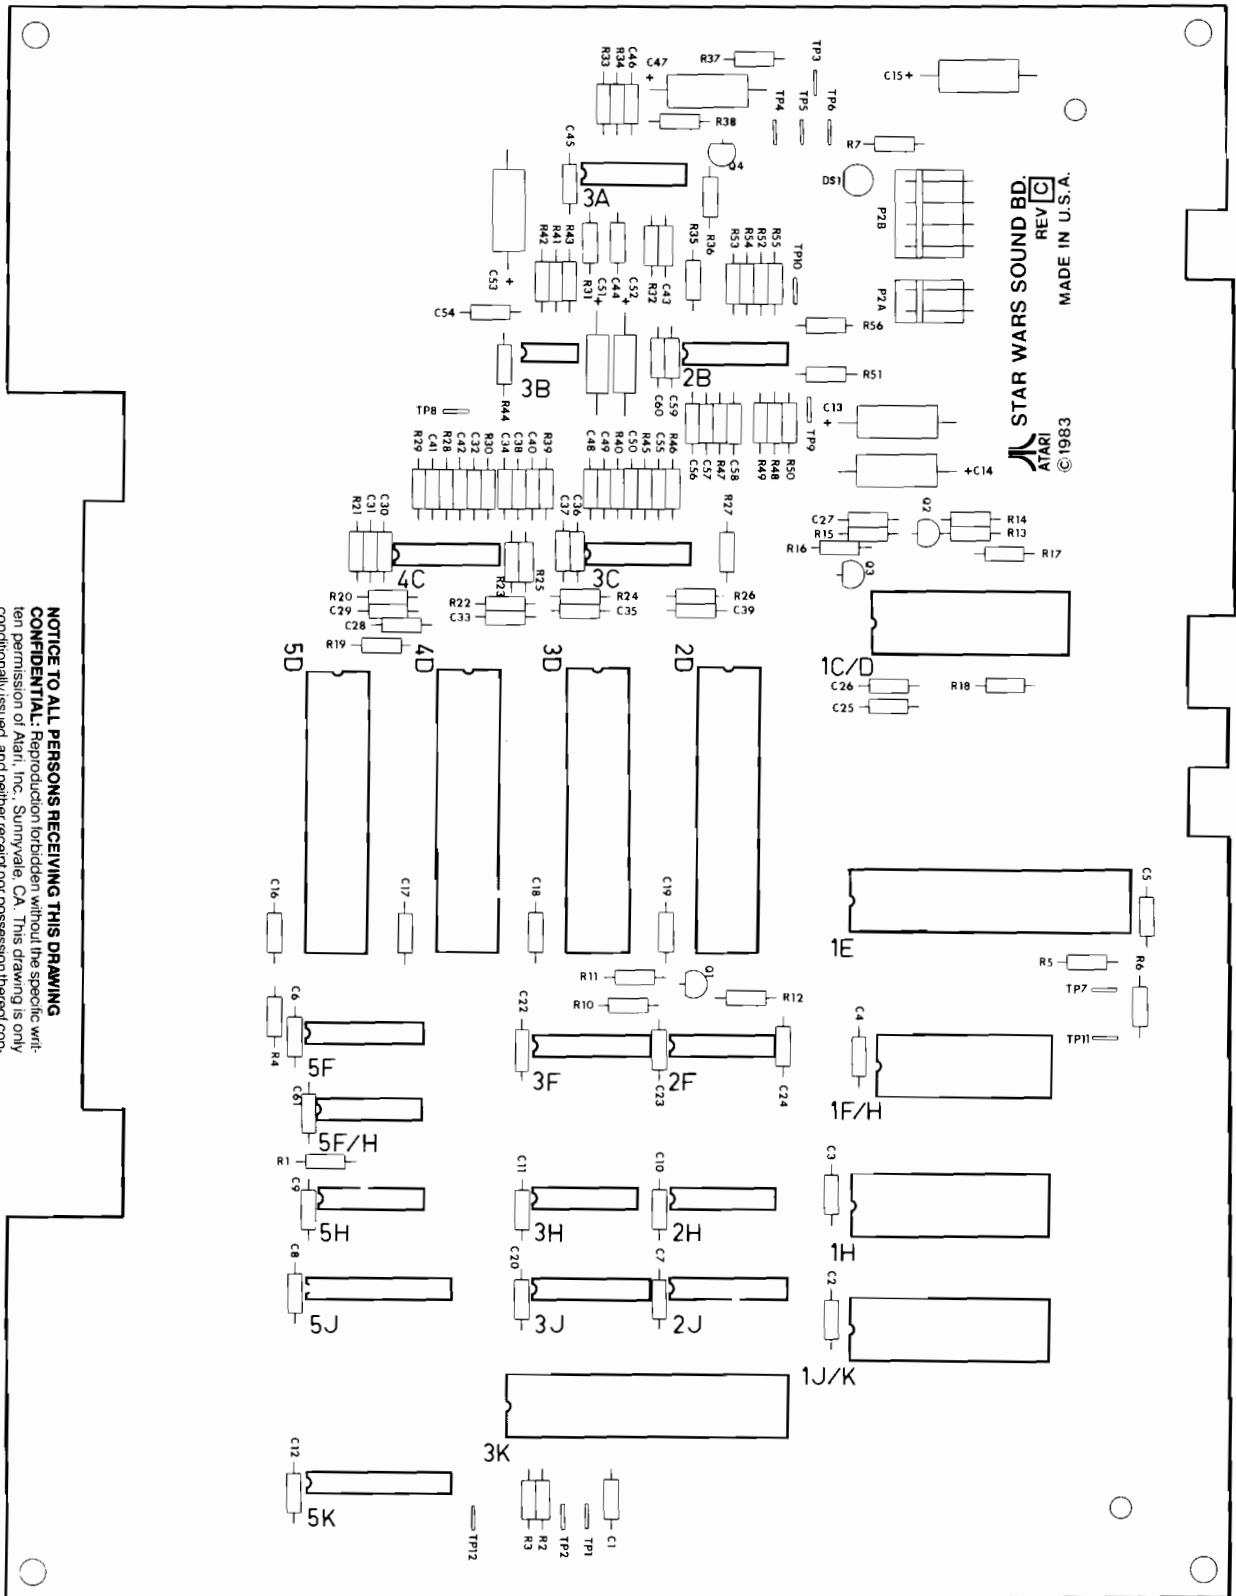 R33
R34
C46
C47
+
R37
TP3
C15+
TP4
TP5
TP6
R38
R7
C45
Q4
DS1
3A
P2B
STAR WARS SOUND BD.
REV C
MADE IN U.S.A.
R42
R41
R43
R36
R35
R53
R54
R52
R55
TP10
C53
+
R31
C51
+
C44
C52
+
R32
C43
P2A
C54
R56
3B
2B
R51
R44
C60
C59
TP8
C13
+
TP9
ATARI
©1983
R29
C41
R28
C42
C32
R30
C34
C38
C40
R39
C48
C49
R40
C50
R45
C55
R46
C56
C57
R47
C58
R49
R48
R50
+C14
R21
C31
C30
C37
C36
R27
C27
R15
Q2
R14
R13
R16
R17
4C
R23
R25
3C
Q3
R20
C29
R22
C33
R24
C35
R26
C39
C28
R19
5D
4D
3D
2D
1C/D
C26
R18
C25
C16
C17
C18
C19
1E
C5
R11
Q1
R5
R6
R10
R12
TP7
C6
R4
C22
C4
TP11
5F
3F
C23
2F
C24
C61
1F/H
5F/H
R1
C9
C11
C10
C3
5H
3H
2H
1H
C8
C20
C7
C2
5J
3J
2J
1J/K
3K
C12
5K
TP12
R3
R2
TP2
TP1
C1
NOTICE TO ALL PERSONS RECEIVING THIS DRAWING
CONFIDENTIAL: Reproduction forbidden without the specific writ-
ten permission of Atari, Inc., Sunnyvale, CA. This drawing is only
conditionally issued, and neither receipt nor possession thereof con-